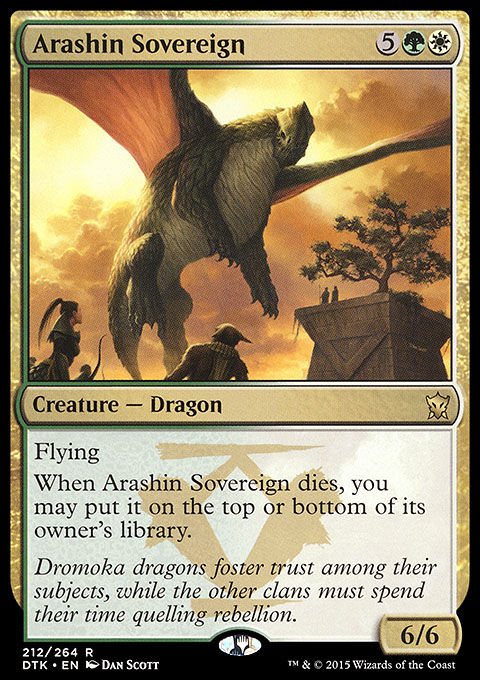 Arashin Sovereign 5
Creature — Dragon
Flying
When Arashin Sovereign dies, you
may put it on the top or bottom of its
owner's library.
Dromoka dragons foster trust among their
subjects, while the other clans must spend
their time quelling rebellion.
6/6
212/264 R
DTK • EN Dan Scott
™ & © 2015 Wizards of the Coast